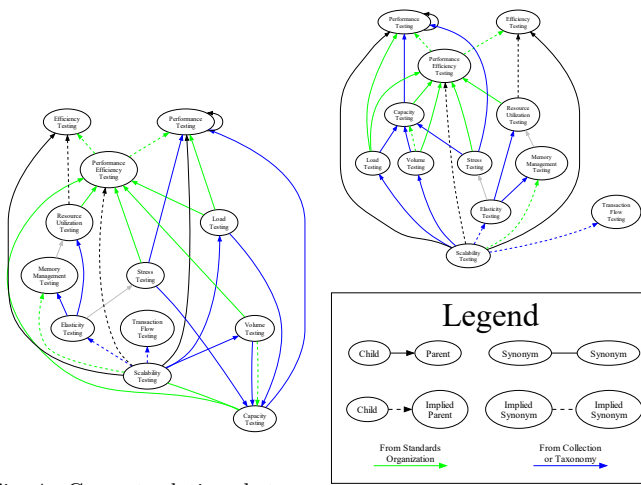 Performance
Testing
Efficiency
Testing
Performance
Efficiency
Testing
Capacity
Testing
Resource
Utilization
Testing
Load
Testing
Volume
Testing
Stress
Testing
Memory
Management
Testing
Elasticity
Testing
Transaction
Flow Testing
Scalability
Testing
Efficiency
Testing
Performance
Testing
Performance
Efficiency
Testing
Resource
Utilization
Testing
Load
Testing
Memory
Management
Testing
Stress
Testing
Elasticity
Testing
Transaction
Flow
Testing
Volume
Testing
Scalability
Testing
Capacity
Testing
Legend
Child
Parent
Synonym
Synonym
Child
Implied
Parent
Implied
Synonym
Implied
Synonym
From Standards
Organization
From Collection
or Taxonomy